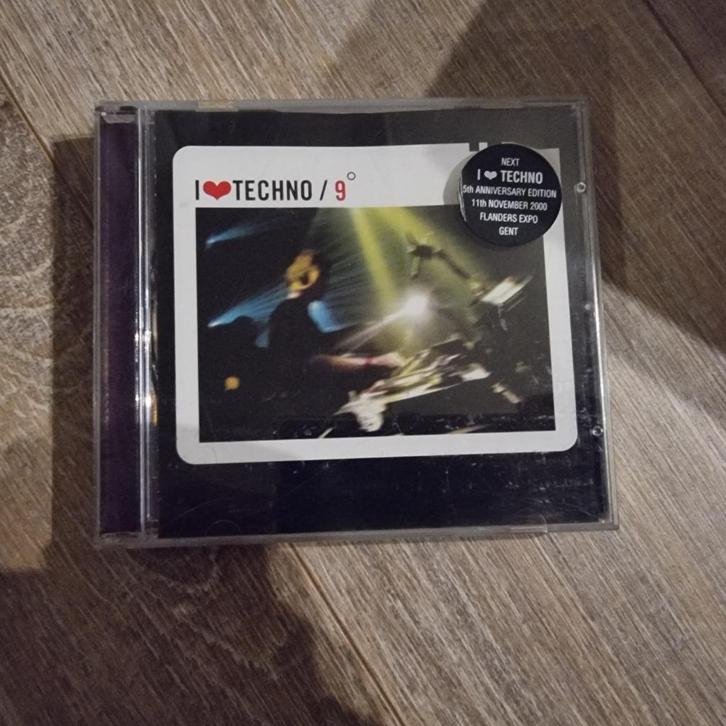 I ❤ TECHNO / 9°
NEXT
I ❤ TECHNO
5th ANNIVERSARY EDITION
11th NOVEMBER 2000
FLANDERS EXPO
GENT